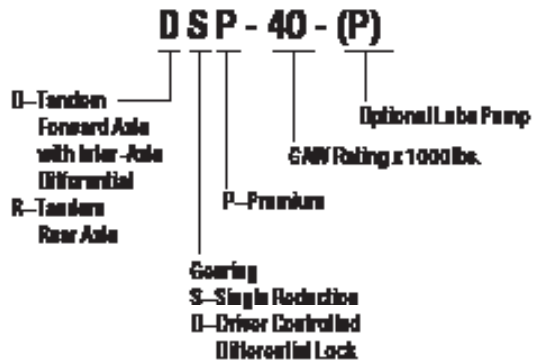 D S P - 40 - (P)
D–Tandem
Forward Axle
with Inter-Axle
Differential
R–Tandem
Rear Axle
Optional Lube Pump
GAW Rating x 1000 lbs.
P–Premium
Gearing
S–Single Reduction
D–Driver Controlled
Differential Lock